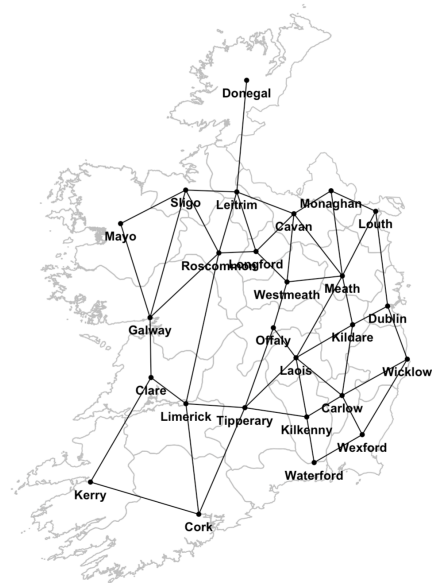 Donegal
Sligo
Leitrim
Monaghan
Cavan
Louth
Mayo
Roscommon
Longford
Meath
Westmeath
Galway
Dublin
Offaly
Kildare
Laois
Wicklow
Clare
Limerick
Tipperary
Carlow
Kilkenny
Wexford
Waterford
Kerry
Cork